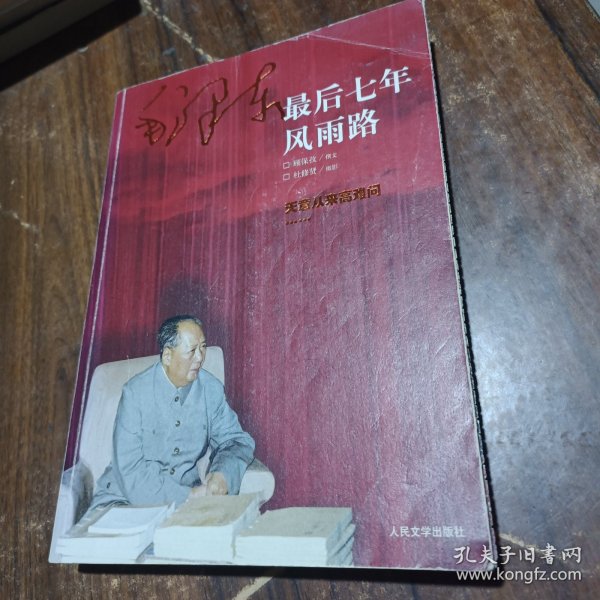 毛泽东
最后七年
风雨路
□ 顾保孜/撰文
□ 杜修贤/摄影
天意从来高难问
……
人民文学出版社
孔夫子旧书网
www.kongfz.com